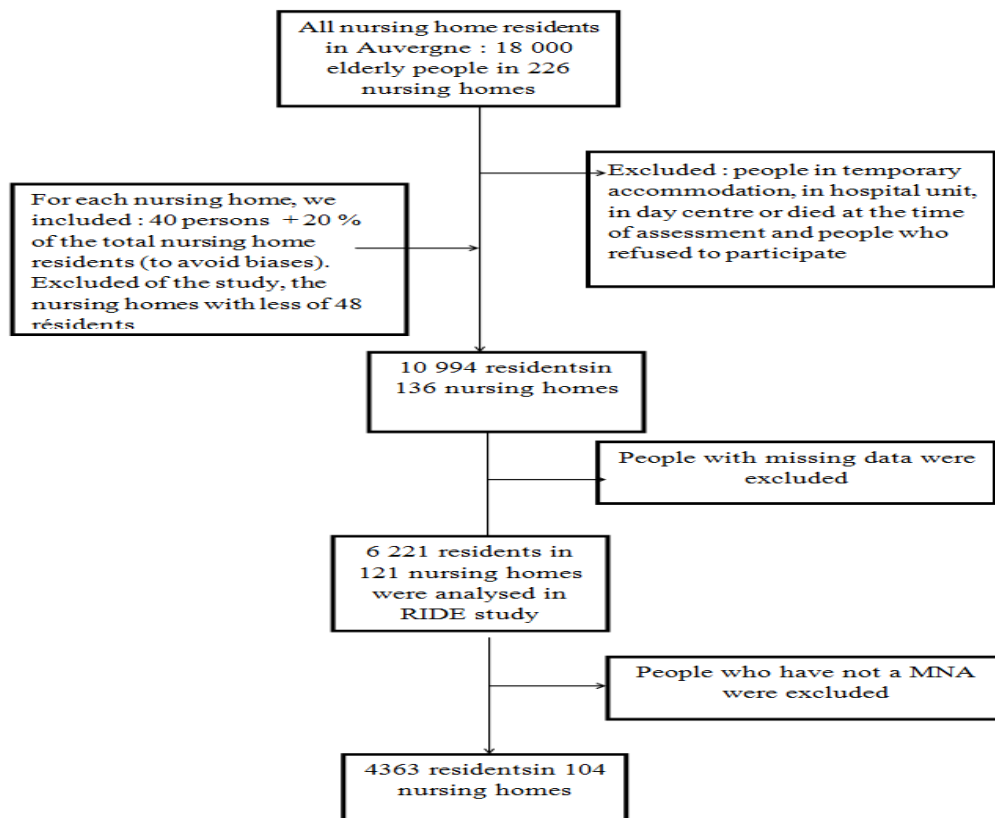 All nursing home residents
in Auvergne : 18 000
elderly people in 226
nursing homes
Excluded : people in temporary
accommodation, in hospital unit,
in day centre or died at the time
of assessment and people who
refused to participate
For each nursing home, we
included : 40 persons + 20 %
of the total nursing home
residents (to avoid biases).
Excluded of the study, the
nursing homes with less of 48
résidents
10 994 residentsin
136 nursing homes
People with missing data were
excluded
6 221 residents in
121 nursing homes
were analysed in
RIDE study
People who have not a MNA
were excluded
4363 residentsin 104
nursing homes